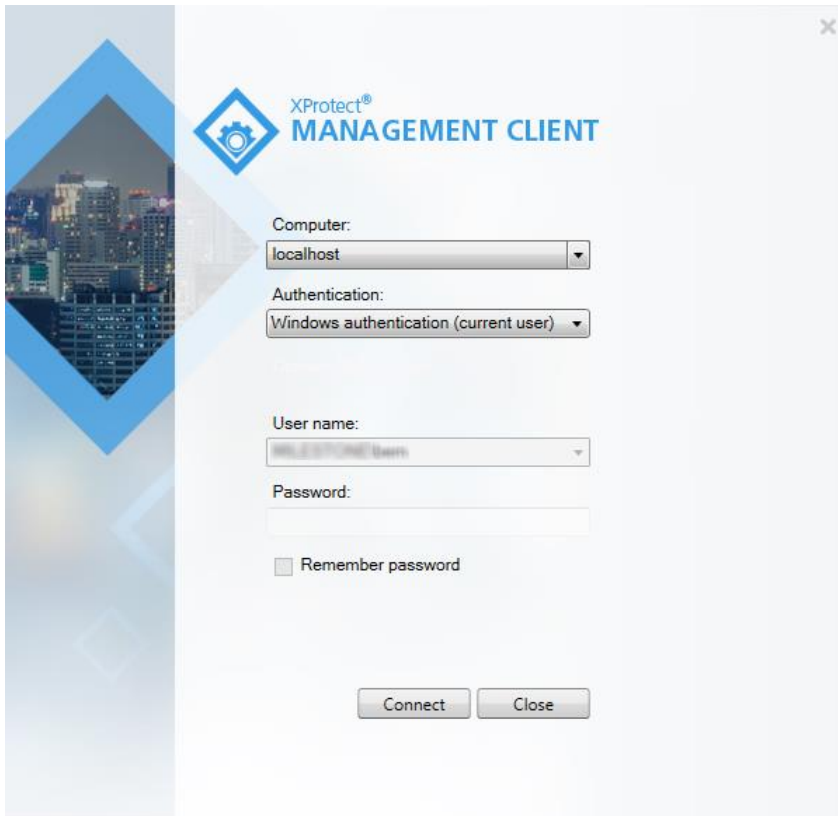 XProtect®
MANAGEMENT CLIENT
Computer:
localhost
Authentication:
Windows authentication (current user)
User name:
Password:
Remember password
Connect
Close